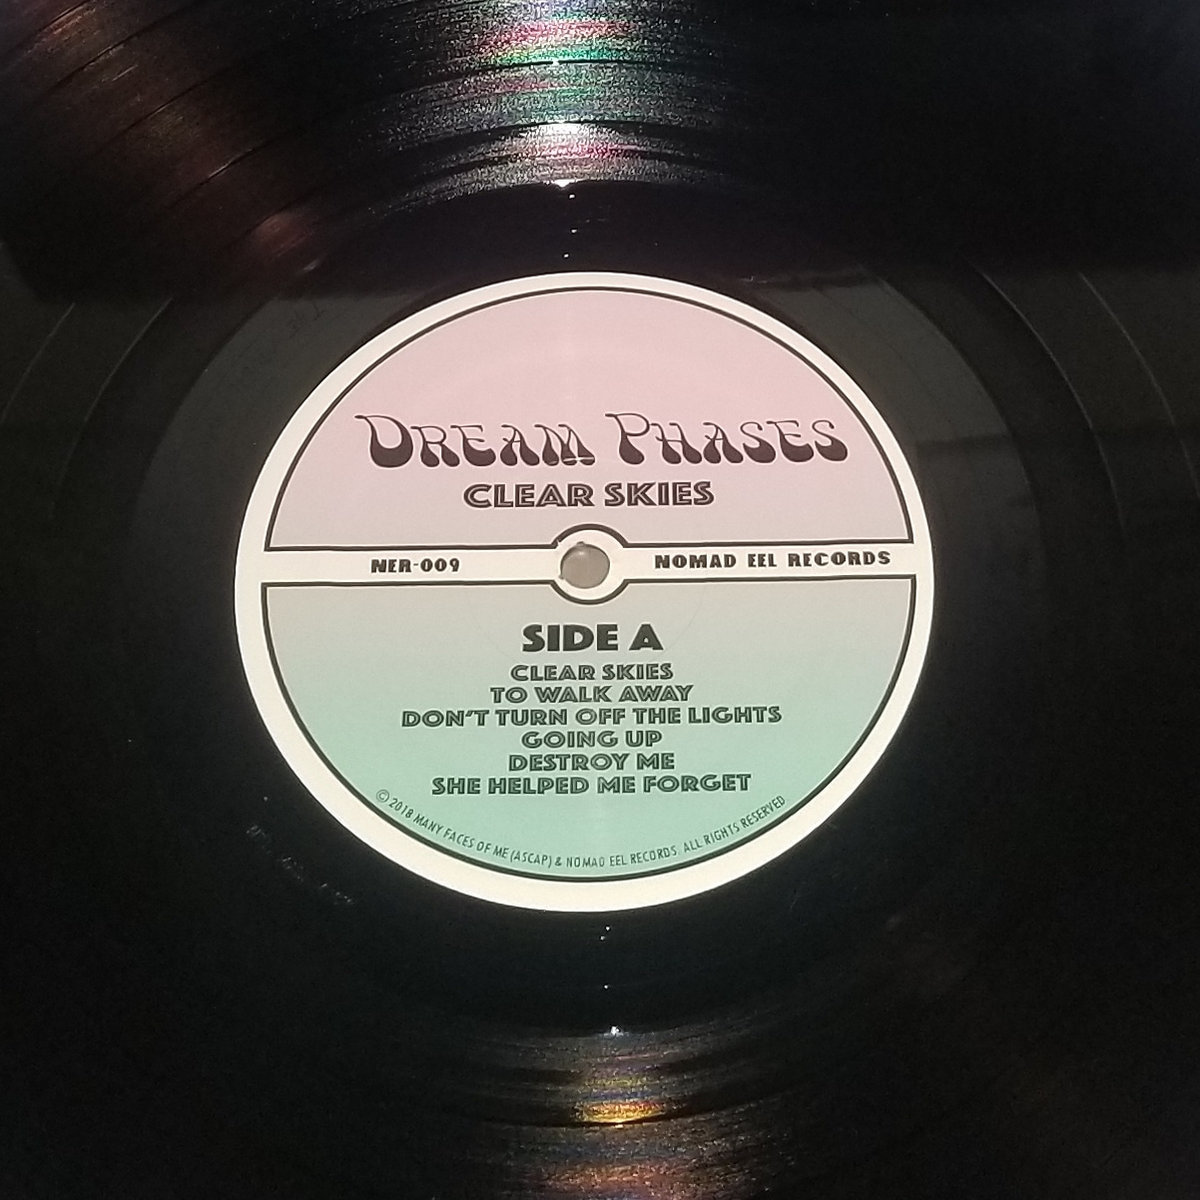 DREAM PHASES
CLEAR SKIES
NER-009
NOMAD EEL RECORDS
SIDE A
CLEAR SKIES
TO WALK AWAY
DON'T TURN OFF THE LIGHTS
GOING UP
DESTROY ME
SHE HELPED ME FORGET
© 2018 MANY FACES OF ME (ASCAP) & NOMAD EEL RECORDS. ALL RIGHTS RESERVED